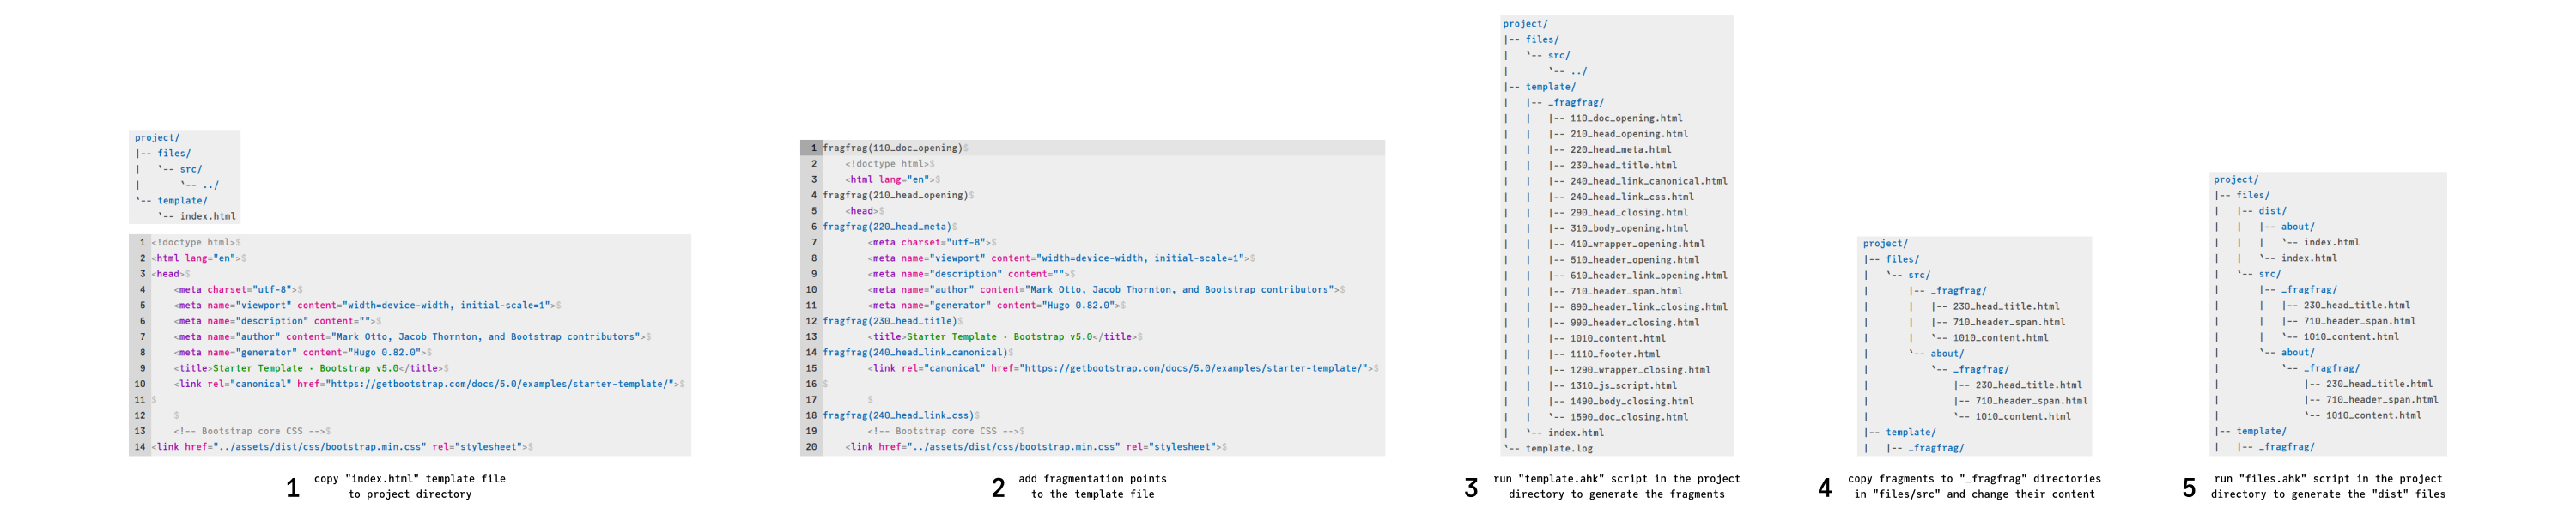 project/
|-- files/
|   `-- src/
|       `-- ../
`-- template/
    `-- index.html
1 <!doctype html>$
2 <html lang="en">$
3 <head>$
4     <meta charset="utf-8">$
5     <meta name="viewport" content="width=device-width, initial-scale=1">$
6     <meta name="description" content="">$
7     <meta name="author" content="Mark Otto, Jacob Thornton, and Bootstrap contributors">$
8     <meta name="generator" content="Hugo 0.82.0">$
9     <title>Starter Template · Bootstrap v5.0</title>$
10     <link rel="canonical" href="https://getbootstrap.com/docs/5.0/examples/starter-template/">$
11 $
12     $
13     <!-- Bootstrap core CSS -->$
14 <link href="../assets/dist/css/bootstrap.min.css" rel="stylesheet">$
1 copy "index.html" template file
to project directory
1 fragfrag(110_doc_opening)$
2     <!doctype html>$
3     <html lang="en">$
4 fragfrag(210_head_opening)$
5     <head>$
6 fragfrag(220_head_meta)$
7         <meta charset="utf-8">$
8         <meta name="viewport" content="width=device-width, initial-scale=1">$
9         <meta name="description" content="">$
10         <meta name="author" content="Mark Otto, Jacob Thornton, and Bootstrap contributors">$
11         <meta name="generator" content="Hugo 0.82.0">$
12 fragfrag(230_head_title)$
13         <title>Starter Template · Bootstrap v5.0</title>$
14 fragfrag(240_head_link_canonical)$
15         <link rel="canonical" href="https://getbootstrap.com/docs/5.0/examples/starter-template/">$
16 $
17         $
18 fragfrag(240_head_link_css)$
19         <!-- Bootstrap core CSS -->$
20     <link href="../assets/dist/css/bootstrap.min.css" rel="stylesheet">$
2 add fragmentation points
to the template file
project/
|-- files/
|   `-- src/
|       `-- ../
|-- template/
|   |-- _fragfrag/
|   |   |-- 110_doc_opening.html
|   |   |-- 210_head_opening.html
|   |   |-- 220_head_meta.html
|   |   |-- 230_head_title.html
|   |   |-- 240_head_link_canonical.html
|   |   |-- 240_head_link_css.html
|   |   |-- 290_head_closing.html
|   |   |-- 310_body_opening.html
|   |   |-- 410_wrapper_opening.html
|   |   |-- 510_header_opening.html
|   |   |-- 610_header_link_opening.html
|   |   |-- 710_header_span.html
|   |   |-- 890_header_link_closing.html
|   |   |-- 990_header_closing.html
|   |   |-- 1010_content.html
|   |   |-- 1110_footer.html
|   |   |-- 1290_wrapper_closing.html
|   |   |-- 1310_js_script.html
|   |   |-- 1490_body_closing.html
|   |   `-- 1590_doc_closing.html
|   `-- index.html
`-- template.log
3 run "template.ahk" script in the project
directory to generate the fragments
project/
|-- files/
|   `-- src/
|       |-- _fragfrag/
|       |   |-- 230_head_title.html
|       |   |-- 710_header_span.html
|       |   `-- 1010_content.html
|       `-- about/
|           `-- _fragfrag/
|               |-- 230_head_title.html
|               |-- 710_header_span.html
|               `-- 1010_content.html
|-- template/
|   |-- _fragfrag/
4 copy fragments to "_fragfrag" directories
in "files/src" and change their content
project/
|-- files/
|   |-- dist/
|   |   |-- about/
|   |   |   `-- index.html
|   |   `-- index.html
|   `-- src/
|       |-- _fragfrag/
|       |   |-- 230_head_title.html
|       |   |-- 710_header_span.html
|       |   `-- 1010_content.html
|       `-- about/
|           `-- _fragfrag/
|               |-- 230_head_title.html
|               |-- 710_header_span.html
|               `-- 1010_content.html
|-- template/
|   |-- _fragfrag/
5 run "files.ahk" script in the project
directory to generate the "dist" files